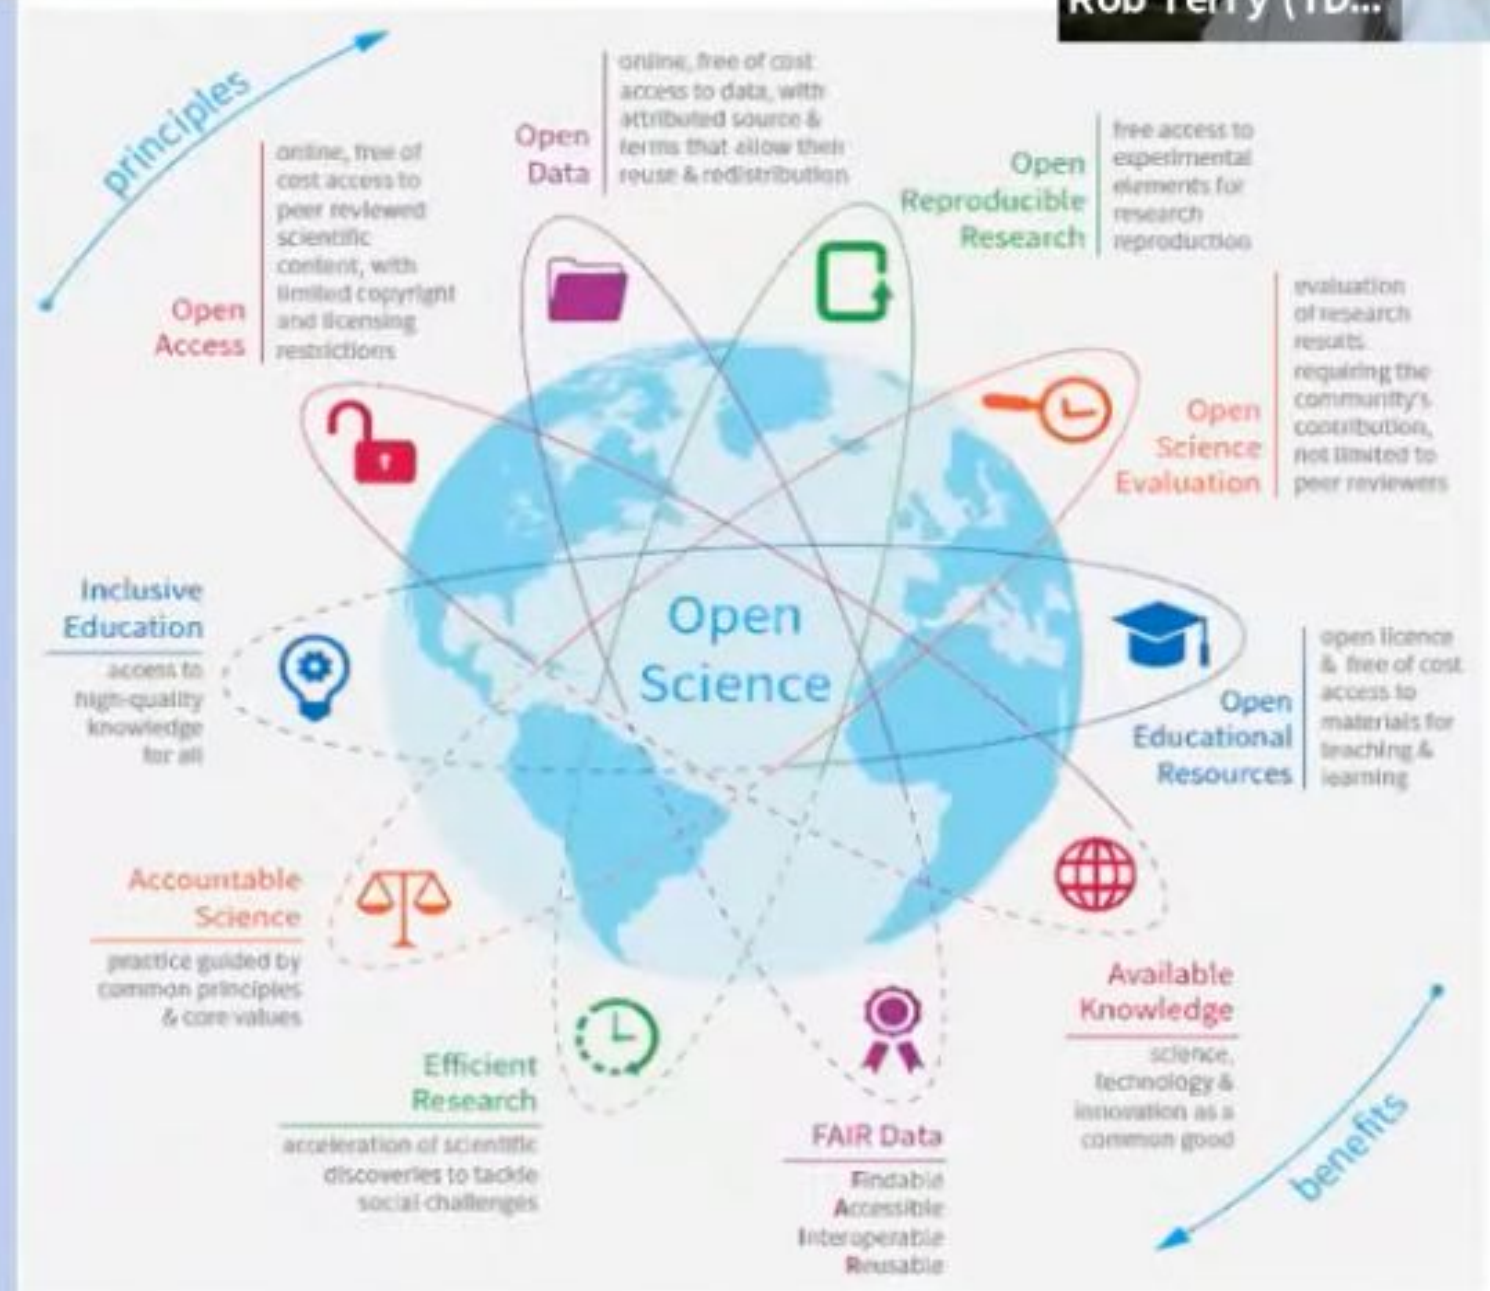 Rob Terry (TD...
principles
Open
Access
online, free of
cost access to
peer reviewed
scientific
content, with
limited copyright
and licensing
restrictions
Open
Data
online, free of cost
access to data, with
attributed source &
terms that allow their
reuse & redistribution
Open
Reproducible
Research
free access to
experimental
elements for
research
reproduction
Open
Science
Evaluation
evaluation
of research
results
requiring the
community's
contribution,
not limited to
peer reviewers
Open
Science
Inclusive
Education
access to
high-quality
knowledge
for all
Open
Educational
Resources
open licence
& free of cost
access to
materials for
teaching &
learning
Accountable
Science
practice guided by
common principles
& core values
Efficient
Research
acceleration of scientific
discoveries to tackle
social challenges
FAIR Data
Findable
Accessible
Interoperable
Reusable
Available
Knowledge
science,
technology &
innovation as a
common good
benefits